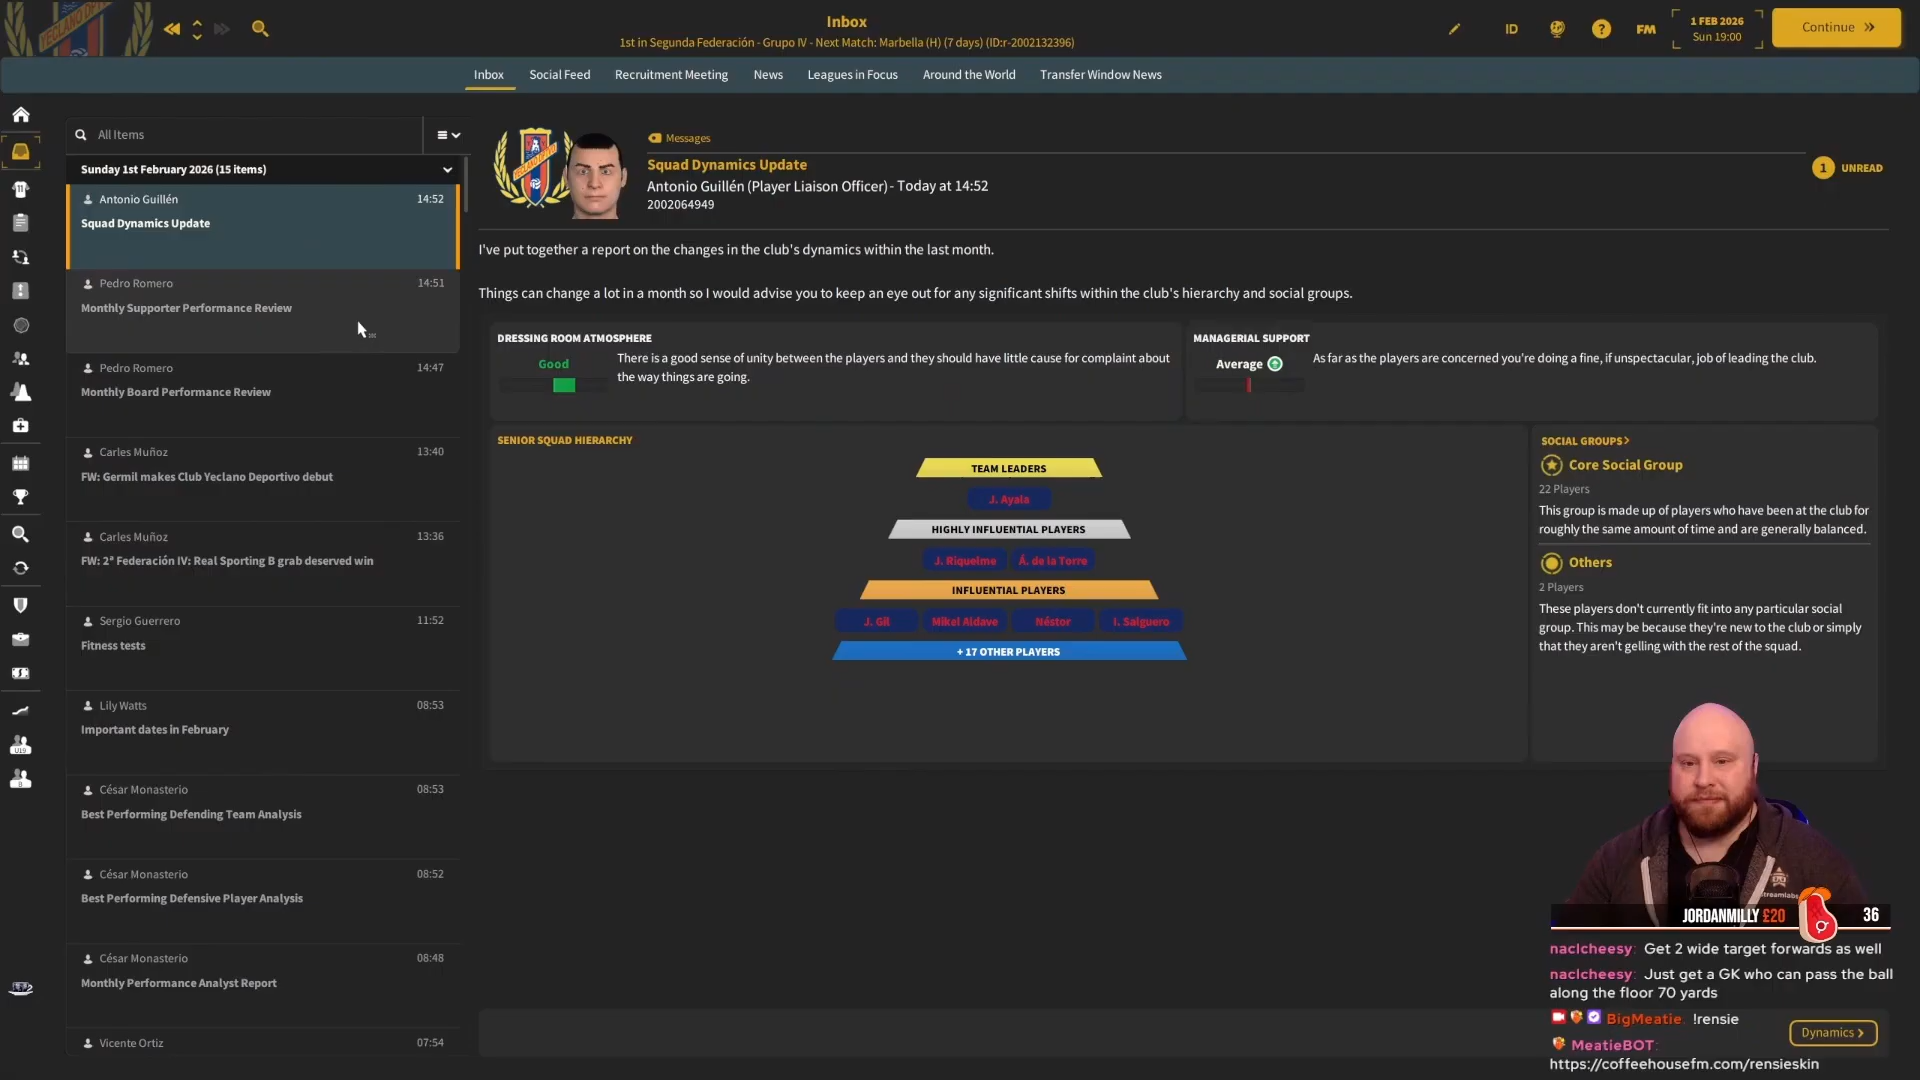 Inbox
1st in Segunda Federación - Grupo IV - Next Match: Marbella (H) (7 days) (ID:r-2002132396)
ID
?
FM
1 FEB 2026
Sun 19:00
Continue
Inbox
Social Feed
Recruitment Meeting
News
Leagues in Focus
Around the World
Transfer Window News
All Items
Sunday 1st February 2026 (15 items)
Antonio Guillén
14:52
Squad Dynamics Update
Pedro Romero
14:51
Monthly Supporter Performance Review
Pedro Romero
14:47
Monthly Board Performance Review
Carles Muñoz
13:40
FW: Germil makes Club Yeclano Deportivo debut
Carles Muñoz
13:36
FW: 2ª Federación IV: Real Sporting B grab deserved win
Sergio Guerrero
11:52
Fitness tests
Lily Watts
08:53
Important dates in February
César Monasterio
08:53
Best Performing Defending Team Analysis
César Monasterio
08:52
Best Performing Defensive Player Analysis
César Monasterio
08:48
Monthly Performance Analyst Report
Vicente Ortiz
07:54
Messages
Squad Dynamics Update
Antonio Guillén (Player Liaison Officer) - Today at 14:52
2002064949
1 UNREAD
I've put together a report on the changes in the club's dynamics within the last month.
Things can change a lot in a month so I would advise you to keep an eye out for any significant shifts within the club's hierarchy and social groups.
DRESSING ROOM ATMOSPHERE
Good
There is a good sense of unity between the players and they should have little cause for complaint about
the way things are going.
MANAGERIAL SUPPORT
Average
As far as the players are concerned you're doing a fine, if unspectacular, job of leading the club.
SENIOR SQUAD HIERARCHY
TEAM LEADERS
J. Ayala
HIGHLY INFLUENTIAL PLAYERS
J. Riquelme
Á. de la Torre
INFLUENTIAL PLAYERS
J. Gil
Mikel Aldave
Néstor
I. Salguero
+ 17 OTHER PLAYERS
SOCIAL GROUPS>
Core Social Group
22 Players
This group is made up of players who have been at the club for
roughly the same amount of time and are generally balanced.
Others
2 Players
These players don't currently fit into any particular social
group. This may be because they're new to the club or simply
that they aren't gelling with the rest of the squad.
streamlabs
JORDANMILLY £20
36
naclcheesy: Get 2 wide target forwards as well
naclcheesy: Just get a GK who can pass the ball
along the floor 70 yards
BigMeatie: !rensie
MeatieBOT:
https://coffeehousefm.com/rensieskin
Dynamics >
U19
B